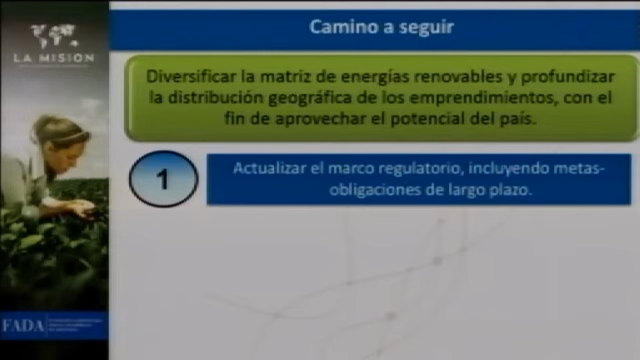 Camino a seguir
LA MISION
Diversificar la matriz de energías renovables y profundizar
la distribución geográfica de los emprendimientos, con el
fin de aprovechar el potencial del país.
1
Actualizar el marco regulatorio, incluyendo metas-
obligaciones de largo plazo.
FADA